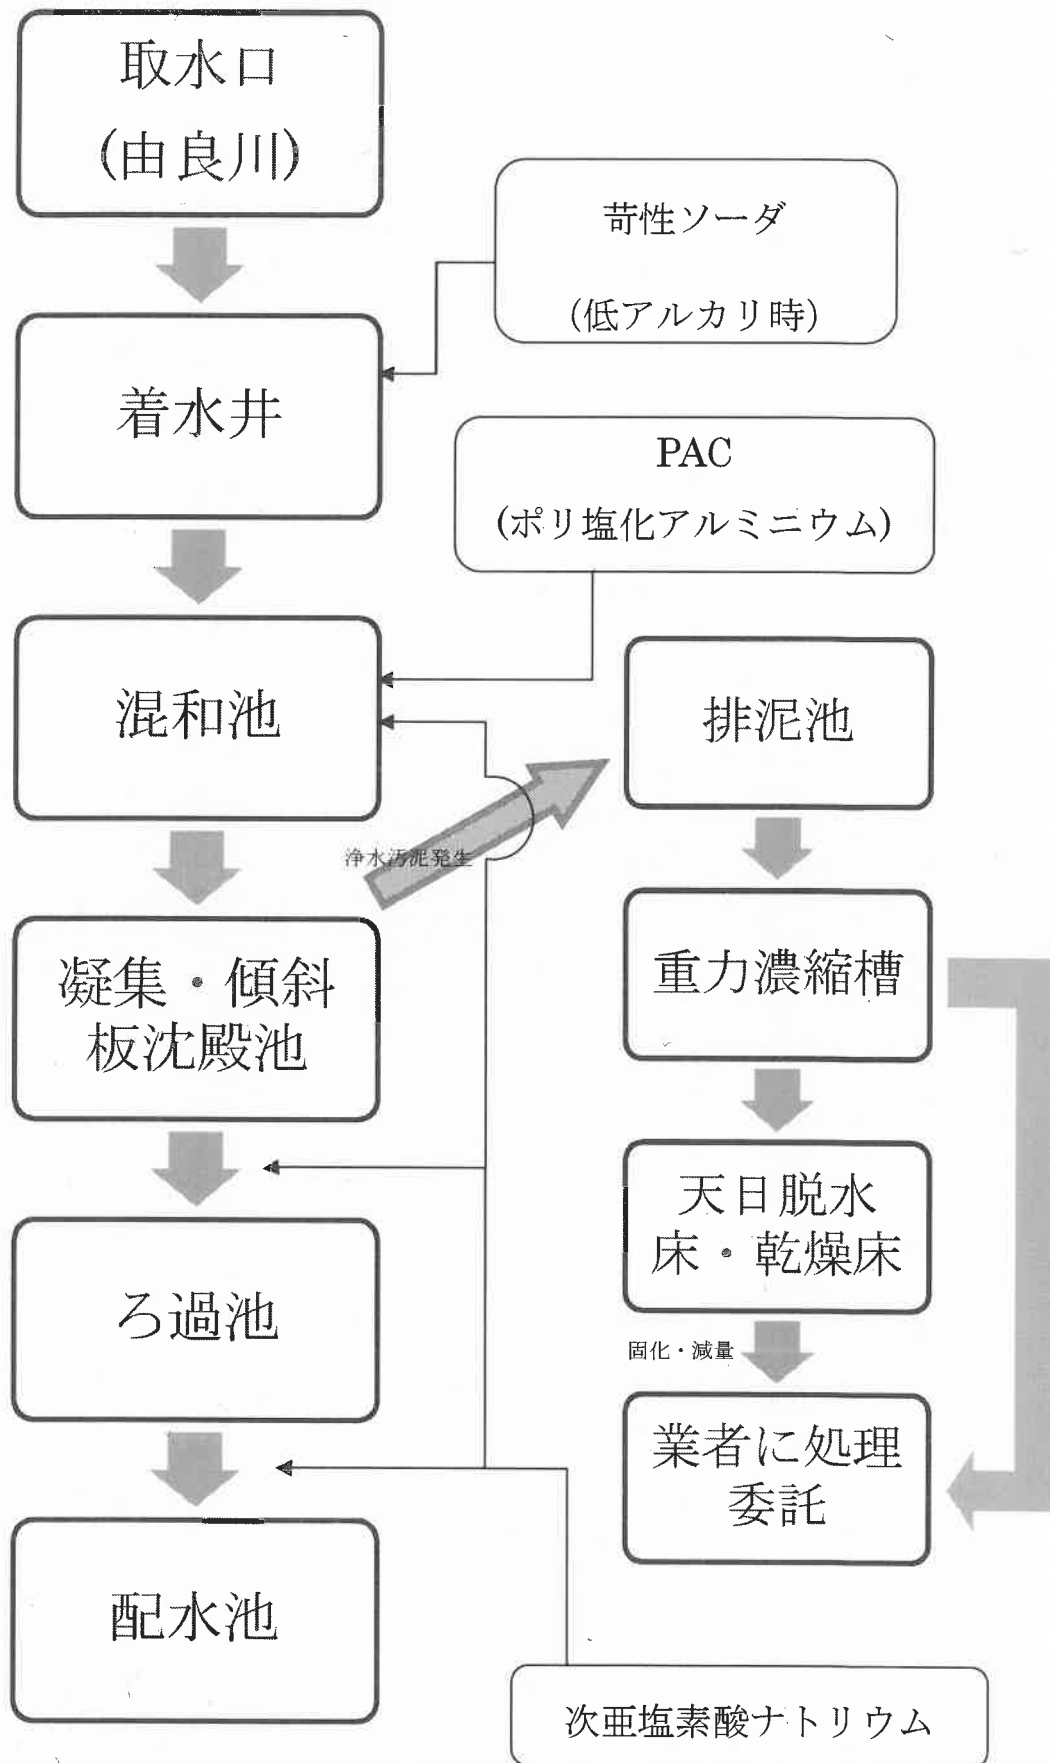 取水口
(由良川)
苛性ソーダ
(低アルカリ時)
着水井
PAC
(ポリ塩化アルミニウム)
混和池
排泥池
浄水汚泥発生
凝集・傾斜
板沈殿池
重力濃縮槽
天日脱水
床・乾燥床
ろ過池
固化・減量
業者に処理
委託
配水池
次亜塩素酸ナトリウム